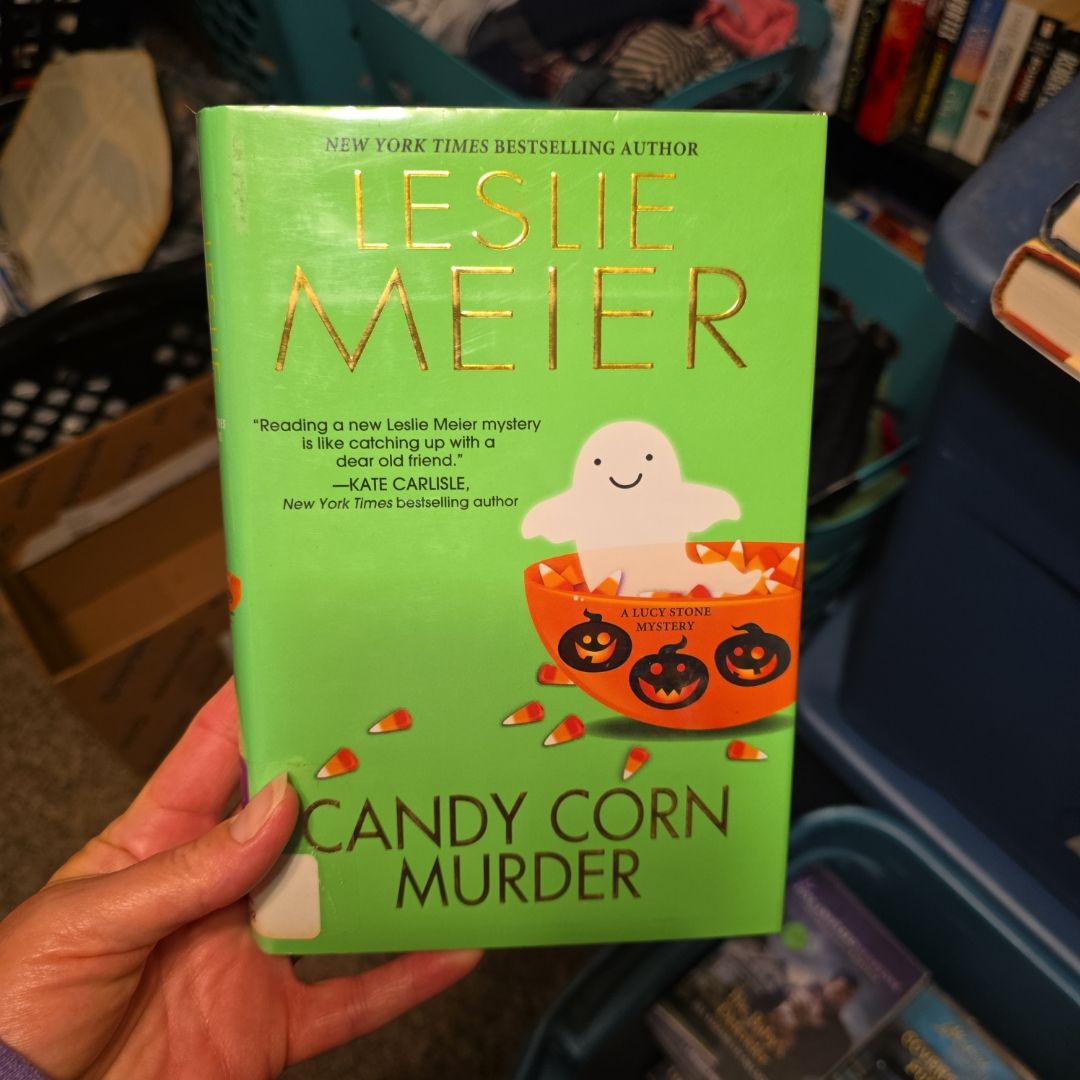 NEW YORK TIMES BESTSELLING AUTHOR
LESLIE
MEIER
“Reading a new Leslie Meier mystery
is like catching up with a
dear old friend.”
—KATE CARLISLE,
New York Times bestselling author
A LUCY STONE
MYSTERY
CANDY CORN
MURDER